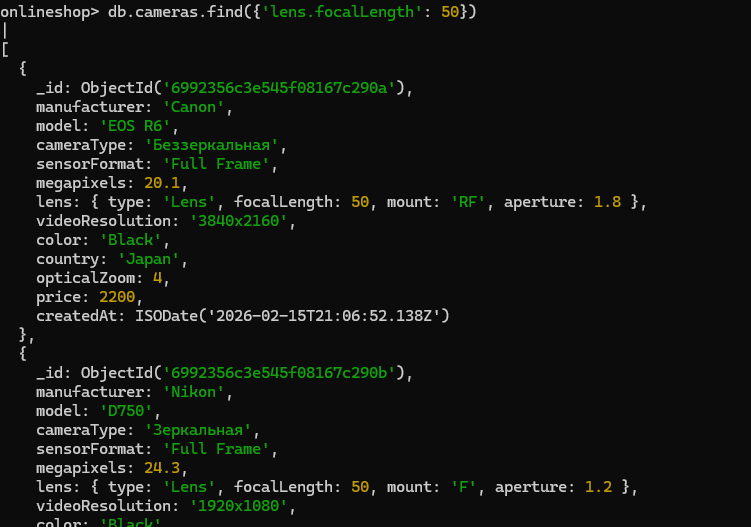 onlineshop> db.cameras.find({'lens.focalLength': 50})
|
[
  {
    _id: ObjectId('6992356c3e545f08167c290a'),
    manufacturer: 'Canon',
    model: 'EOS R6',
    cameraType: 'Беззеркальная',
    sensorFormat: 'Full Frame',
    megapixels: 20.1,
    lens: { type: 'Lens', focalLength: 50, mount: 'RF', aperture: 1.8 },
    videoResolution: '3840x2160',
    color: 'Black',
    country: 'Japan',
    opticalZoom: 4,
    price: 2200,
    createdAt: ISODate('2026-02-15T21:06:52.138Z')
  },
  {
    _id: ObjectId('6992356c3e545f08167c290b'),
    manufacturer: 'Nikon',
    model: 'D750',
    cameraType: 'Зеркальная',
    sensorFormat: 'Full Frame',
    megapixels: 24.3,
    lens: { type: 'Lens', focalLength: 50, mount: 'F', aperture: 1.2 },
    videoResolution: '1920x1080',
    color: 'Black',